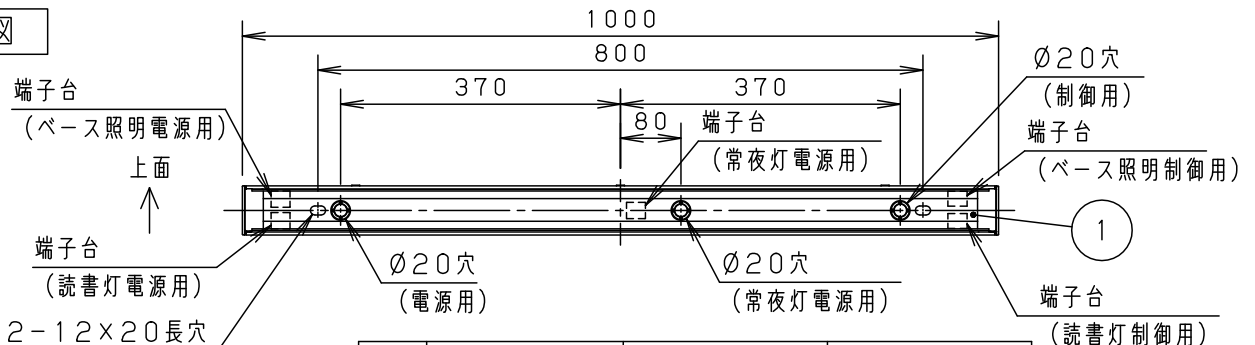 図
1000
800
370
370
80
端子台
(ベース照明電源用)
上面
端子台
(常夜灯電源用)
Ø20穴
(制御用)
端子台
(ベース照明制御用)
1
端子台
(読書灯電源用)
Ø20穴
(電源用)
Ø20穴
(常夜灯電源用)
端子台
(読書灯制御用)
2-12×20長穴